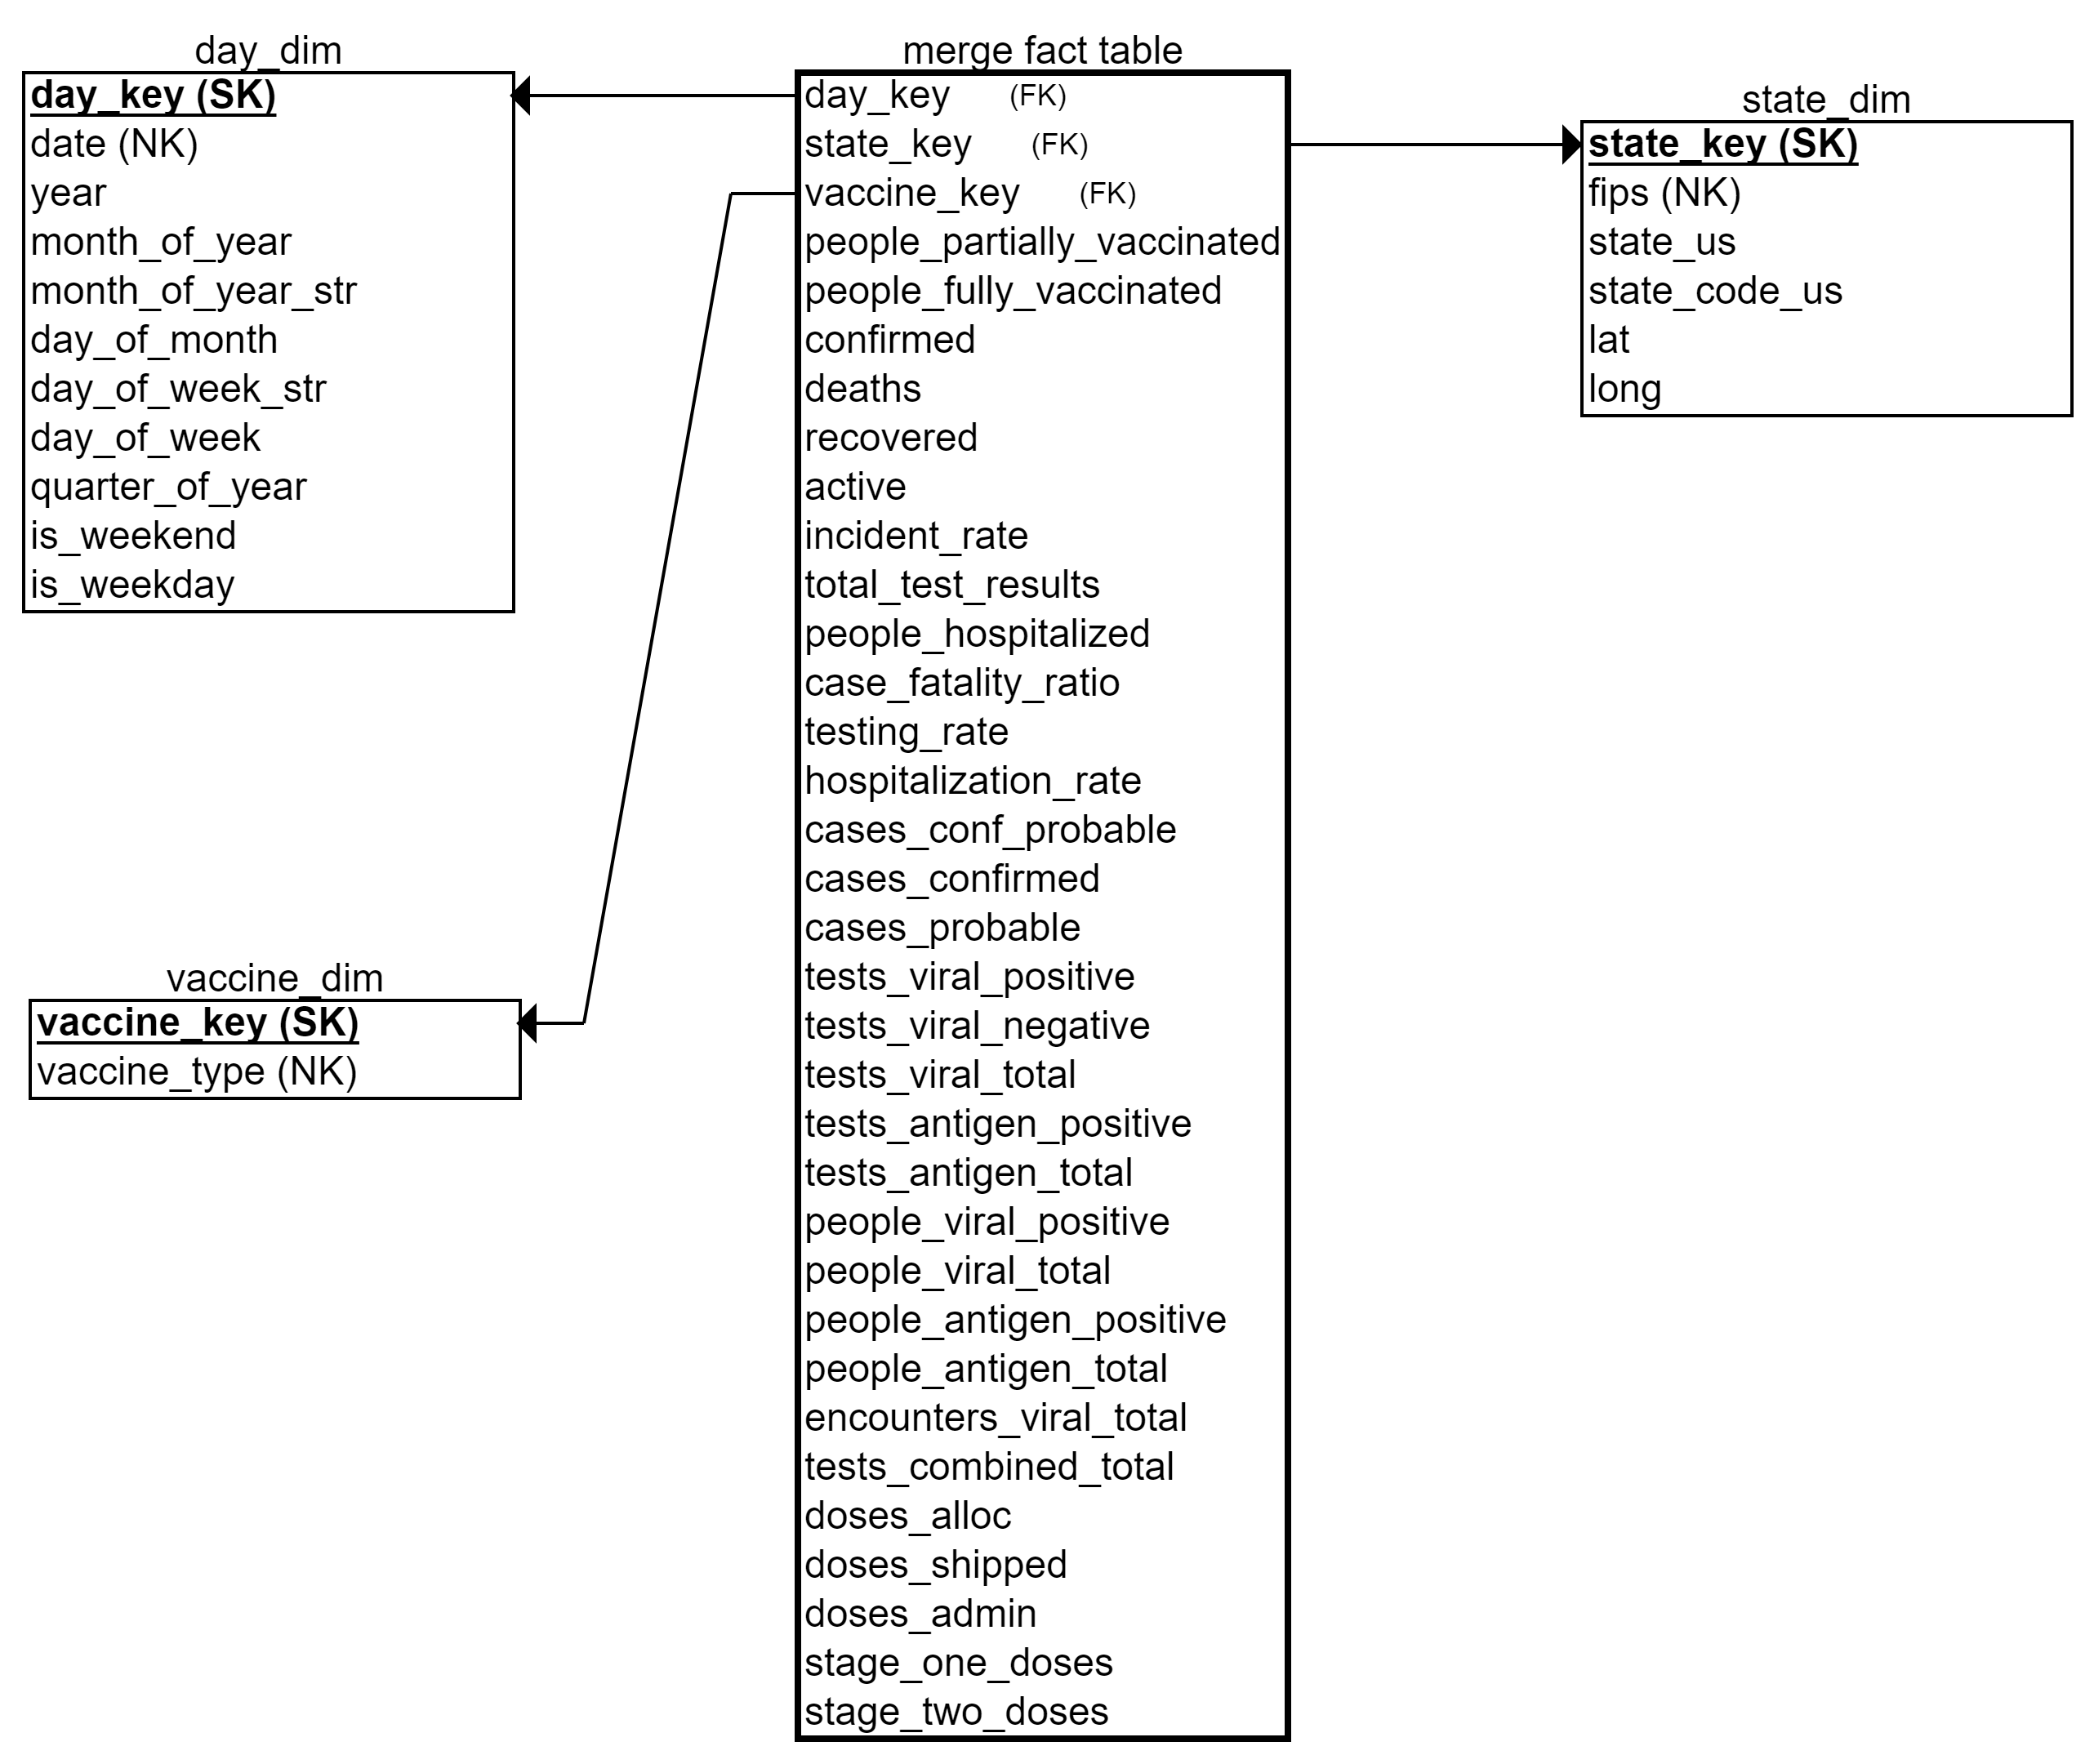 day_dim
day_key (SK)
date (NK)
year
month_of_year
month_of_year_str
day_of_month
day_of_week_str
day_of_week
quarter_of_year
is_weekend
is_weekday
vaccine_dim
vaccine_key (SK)
vaccine_type (NK)
merge fact table
day_key (FK)
state_key (FK)
vaccine_key (FK)
people_partially_vaccinated
people_fully_vaccinated
confirmed
deaths
recovered
active
incident_rate
total_test_results
people_hospitalized
case_fatality_ratio
testing_rate
hospitalization_rate
cases_conf_probable
cases_confirmed
cases_probable
tests_viral_positive
tests_viral_negative
tests_viral_total
tests_antigen_positive
tests_antigen_total
people_viral_positive
people_viral_total
people_antigen_positive
people_antigen_total
encounters_viral_total
tests_combined_total
doses_alloc
doses_shipped
doses_admin
stage_one_doses
stage_two_doses
state_dim
state_key (SK)
fips (NK)
state_us
state_code_us
lat
long